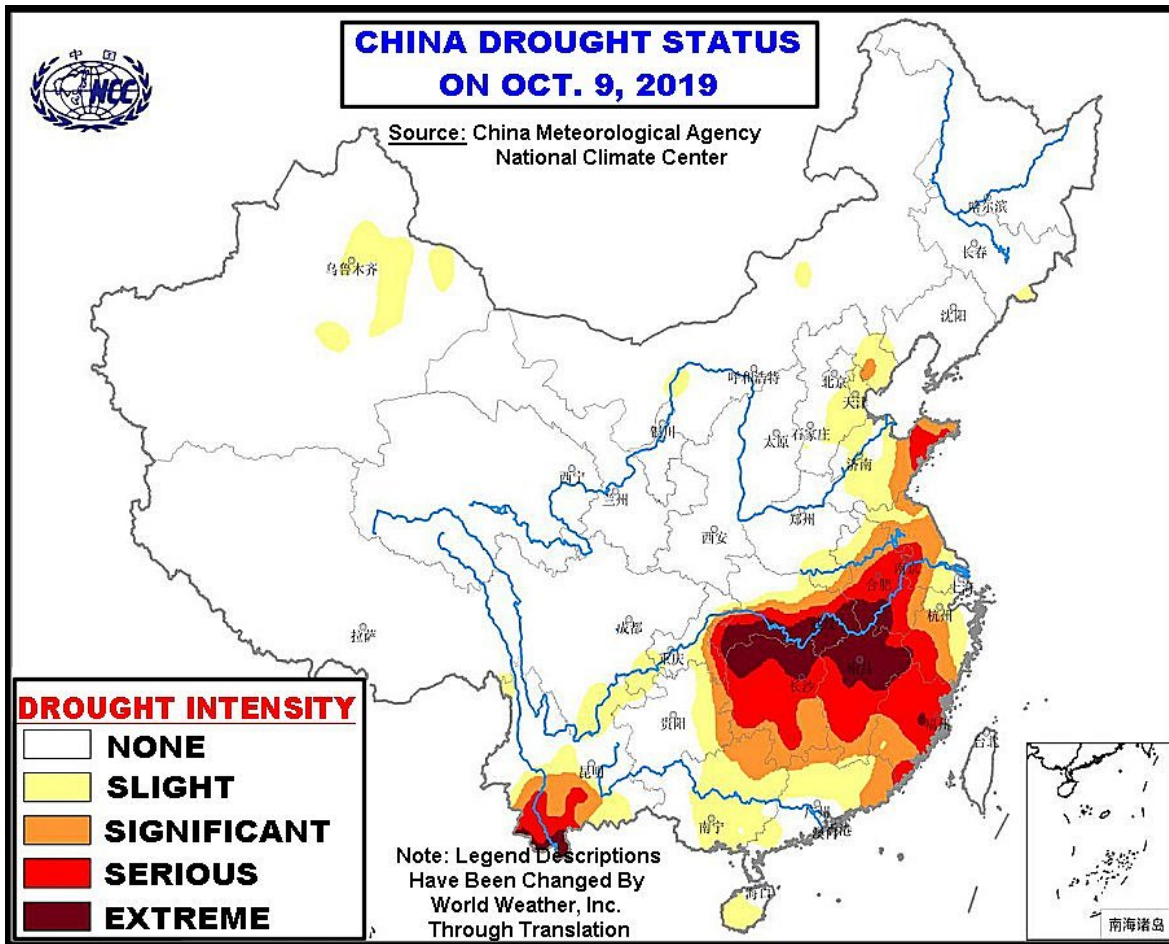 中 国
NCC
CHINA DROUGHT STATUS
ON OCT. 9, 2019
Source: China Meteorological Agency
National Climate Center
哈尔滨
长春
乌鲁木齐
沈阳
呼和浩特
北京
天津
银川
太原
石家庄
济南
西宁
兰州
郑州
西安
南京
合肥
上海
杭州
成都
拉萨
重庆
长沙
贵阳
福州
台北
昆明
南宁
广州
海口
DROUGHT INTENSITY
NONE
SLIGHT
SIGNIFICANT
SERIOUS
EXTREME
Note: Legend Descriptions
Have Been Changed By
World Weather, Inc.
Through Translation
南海诸岛